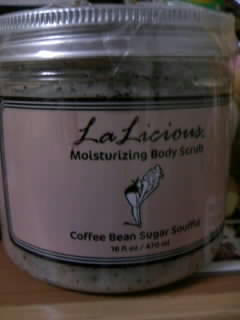 LaLicious
Moisturizing Body Scrub
Coffee Bean Sugar Soufflé
16 fl oz / 470 ml